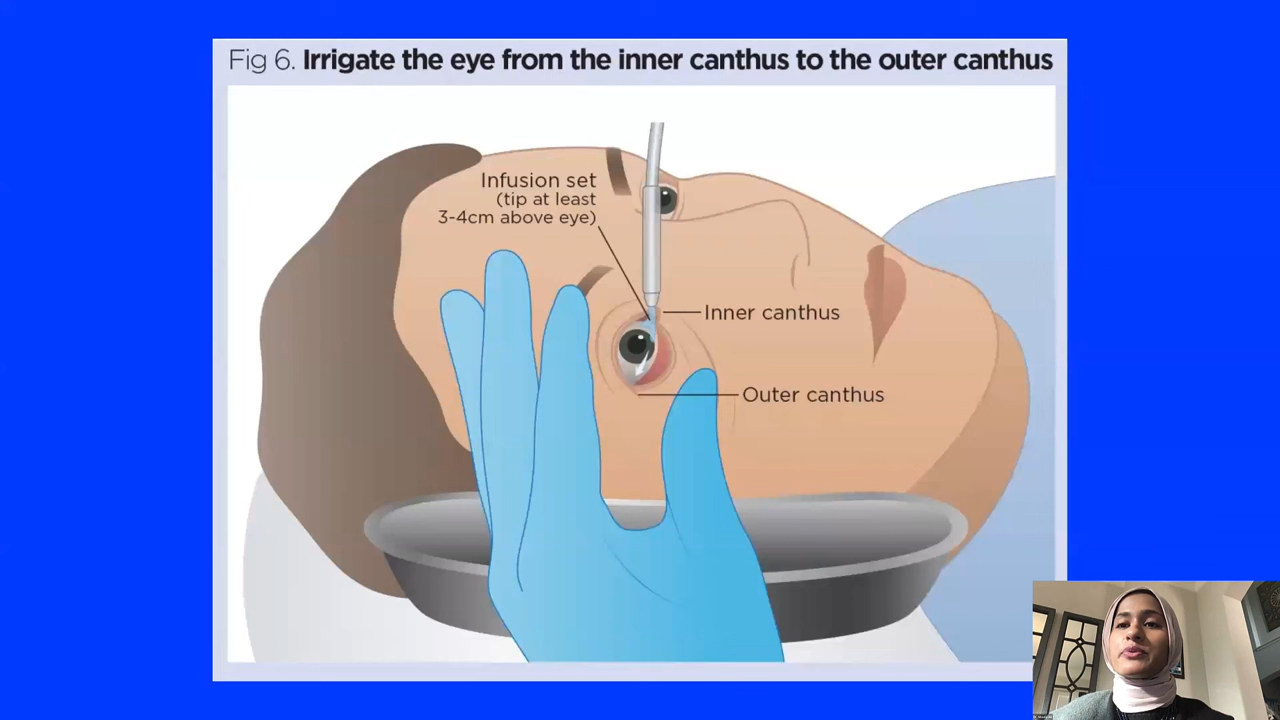 Fig 6. Irrigate the eye from the inner canthus to the outer canthus
Infusion set
(tip at least
3-4cm above eye)
Inner canthus
Outer canthus